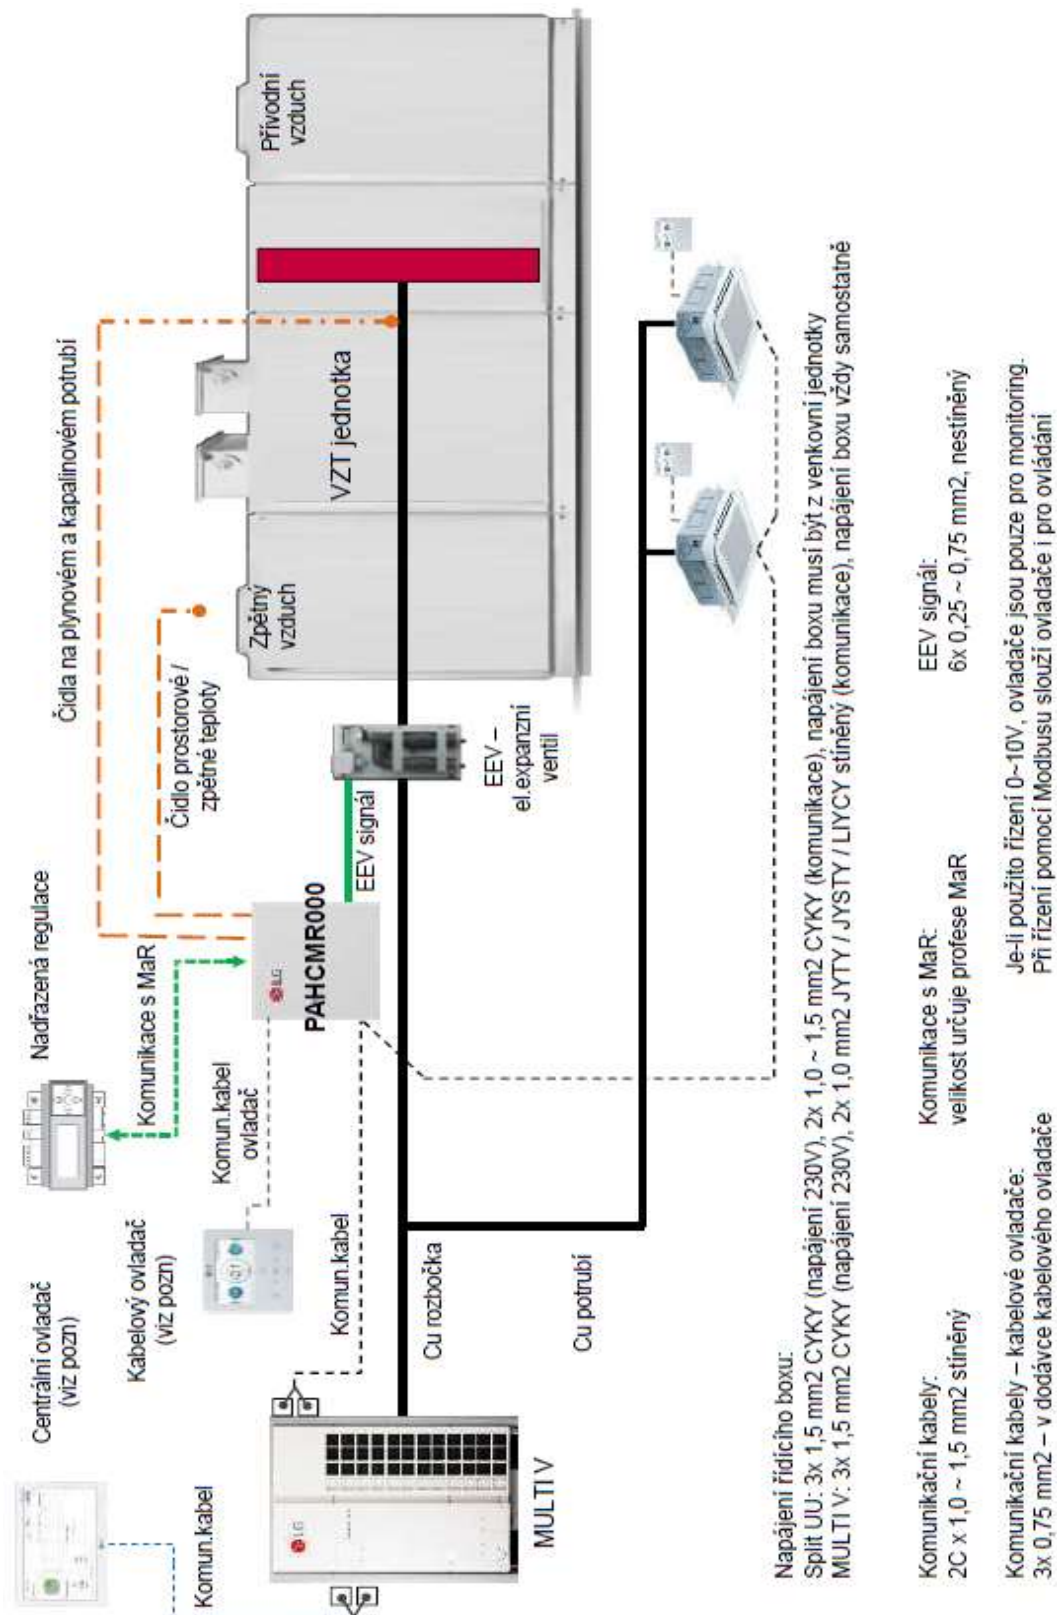 Centrální ovladač
(viz pozn)
Nadřazená regulace
Čidla na plynovém a kapalinovém potrubí
Kabelový ovladač
(viz pozn)
Komunikace s MaR
Čidlo prostorové /
zpětné teploty
Komun.kabel
Komun.kabel
ovladač
LG
PAHCMR000
Zpětný
vzduch
Přívodní
vzduch
VZT jednotka
Komun.kabel
EEV signál
LG
Cu rozbočka
EEV –
el.expanzní
ventil
MULTI V
Cu potrubí
Napájení řídícího boxu:
Split UU: 3x 1,5 mm2 CYKY (napájení 230V), 2x 1,0 ~ 1,5 mm2 CYKY (komunikace), napájení boxu musí být z venkovní jednotky
MULTI V: 3x 1,5 mm2 CYKY (napájení 230V), 2x 1,0 mm2 JYTY / JYSTY / LIYCY stíněný (komunikace), napájení boxu vždy samostatně
Komunikační kabely:
2C x 1,0 ~ 1,5 mm2 stíněný
Komunikace s MaR:
velikost určuje profese MaR
EEV signál:
6x 0,25 ~ 0,75 mm2, nestíněný
Komunikační kabely – kabelové ovladače:
3x 0,75 mm2 – v dodávce kabelového ovladače
Je-li použito řízení 0~10V, ovladače jsou pouze pro monitoring.
Při řízení pomocí Modbusu slouží ovladače i pro ovládání